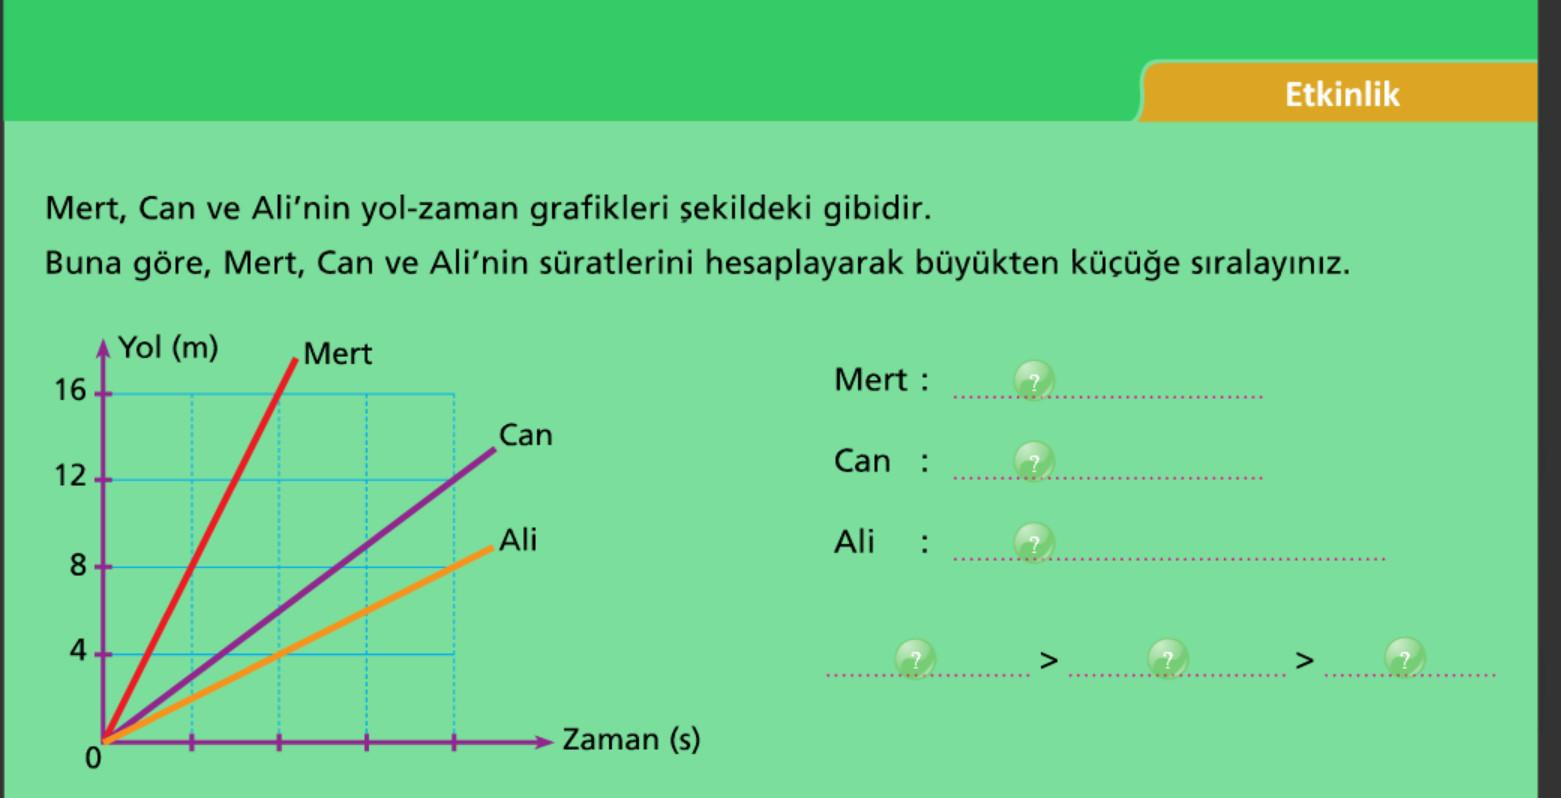 Etkinlik
Mert, Can ve Ali’nin yol-zaman grafikleri şekildeki gibidir.
Buna göre, Mert, Can ve Ali’nin süratlerini hesaplayarak büyükten küçüğe sıralayınız.
Yol (m)
Mert
16
Can
12
Ali
8
4
0
Zaman (s)
Mert : ?
Can : ?
Ali : ?
? > ? > ?